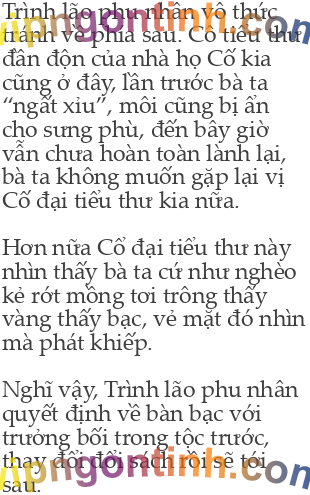 Trình lão phu nhân vô thức
tránh về phía sau. Cố tiểu thư
đần độn của nhà họ Cố kia
cũng ở đây, lần trước bà ta
“ngất xỉu”, môi cũng bị ấn
cho sưng phù, đến bây giờ
vẫn chưa hoàn toàn lành lại,
bà ta không muốn gặp lại vị
Cố đại tiểu thư kia nữa.
Hơn nữa Cổ đại tiểu thư này
nhìn thấy bà ta cứ như nghèo
kẻ rớt mồng tơi trông thấy
vàng thấy bạc, vẻ mặt đó nhìn
mà phát khiếp.
Nghĩ vậy, Trình lão phu nhân
quyết định về bàn bạc với
trưởng bối trong tộc trước,
thay đổi đối sách rồi sẽ tới
sau.
vipngontinh.com
vipngontinh.com